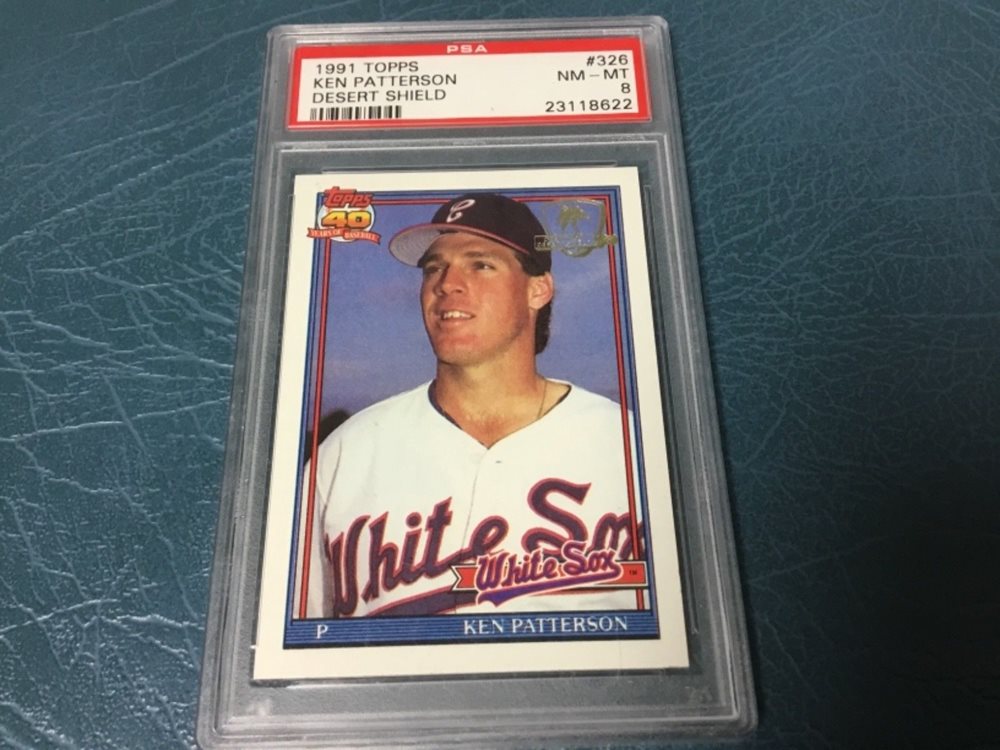 PSA
1991 TOPPS #326
KEN PATTERSON NM - MT
DESERT SHIELD 8
23118622
Topps
40
YEARS OF BASEBALL
C
White Sox
White Sox™
P KEN PATTERSON